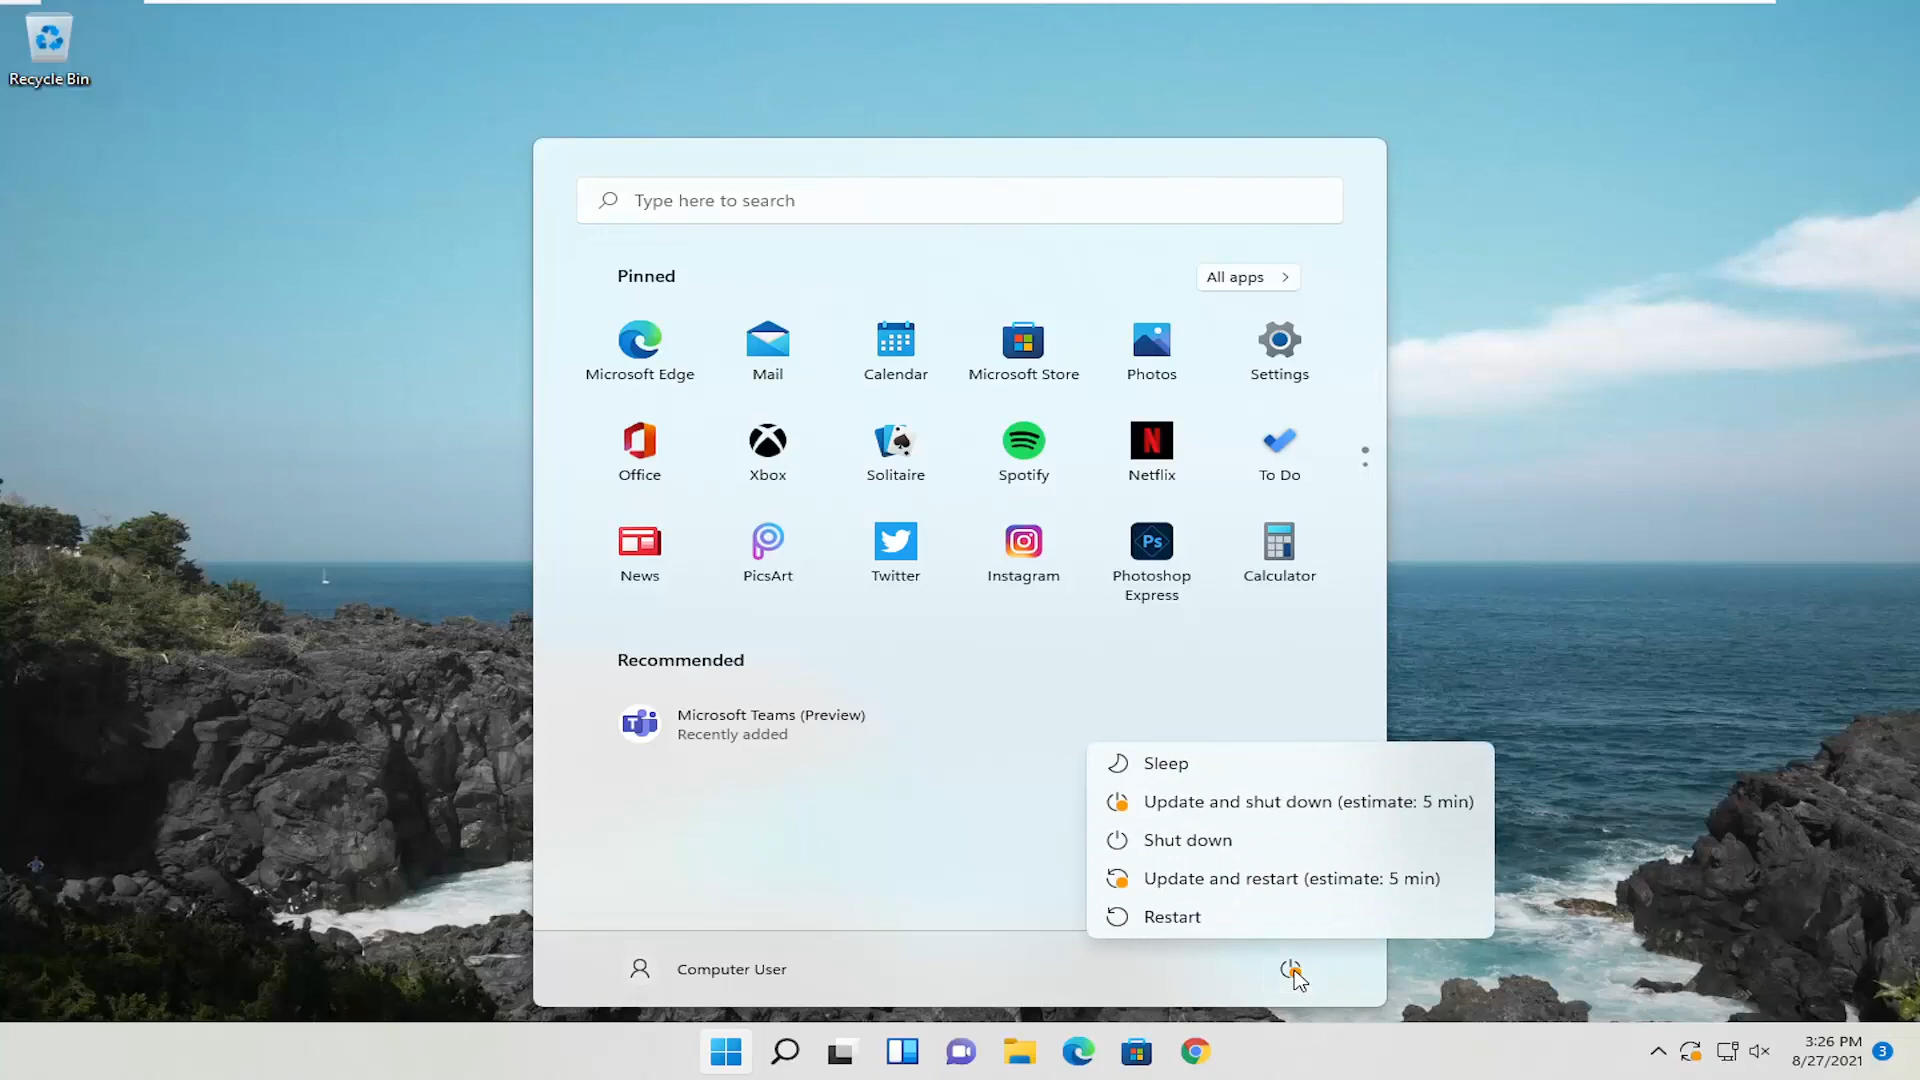 Recycle Bin
Type here to search
Pinned
All apps
Microsoft Edge
Mail
Calendar
Microsoft Store
Photos
Settings
Office
Xbox
Solitaire
Spotify
N
Netflix
To Do
News
PicsArt
Twitter
Instagram
Ps
Photoshop
Express
Calculator
Recommended
T
Microsoft Teams (Preview)
Recently added
Sleep
Update and shut down (estimate: 5 min)
Shut down
Update and restart (estimate: 5 min)
Restart
Computer User
3:26 PM
8/27/2021
3